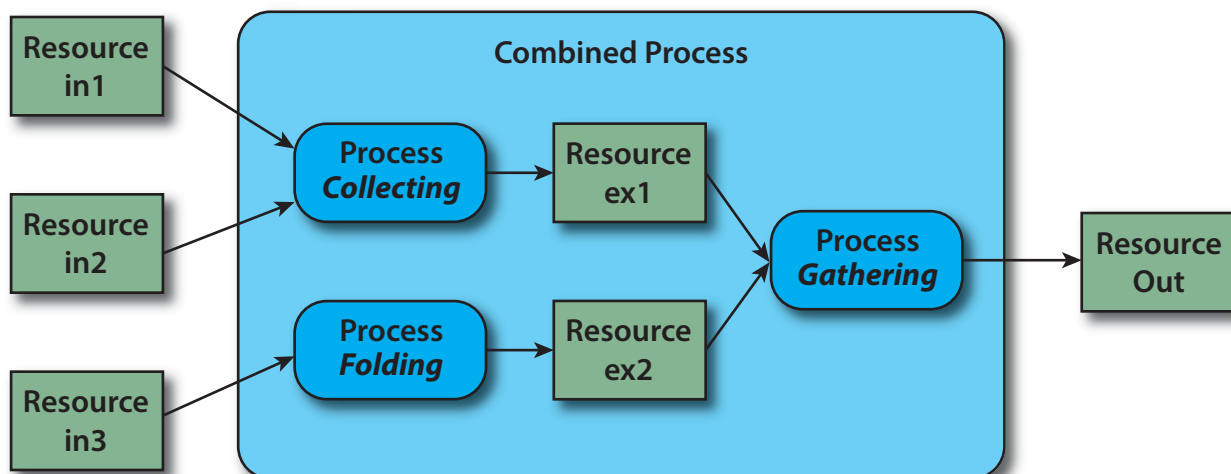 Combined Process
Resource
in1
Resource
in2
Resource
in3
Process
Collecting
Process
Folding
Resource
ex1
Resource
ex2
Process
Gathering
Resource
Out